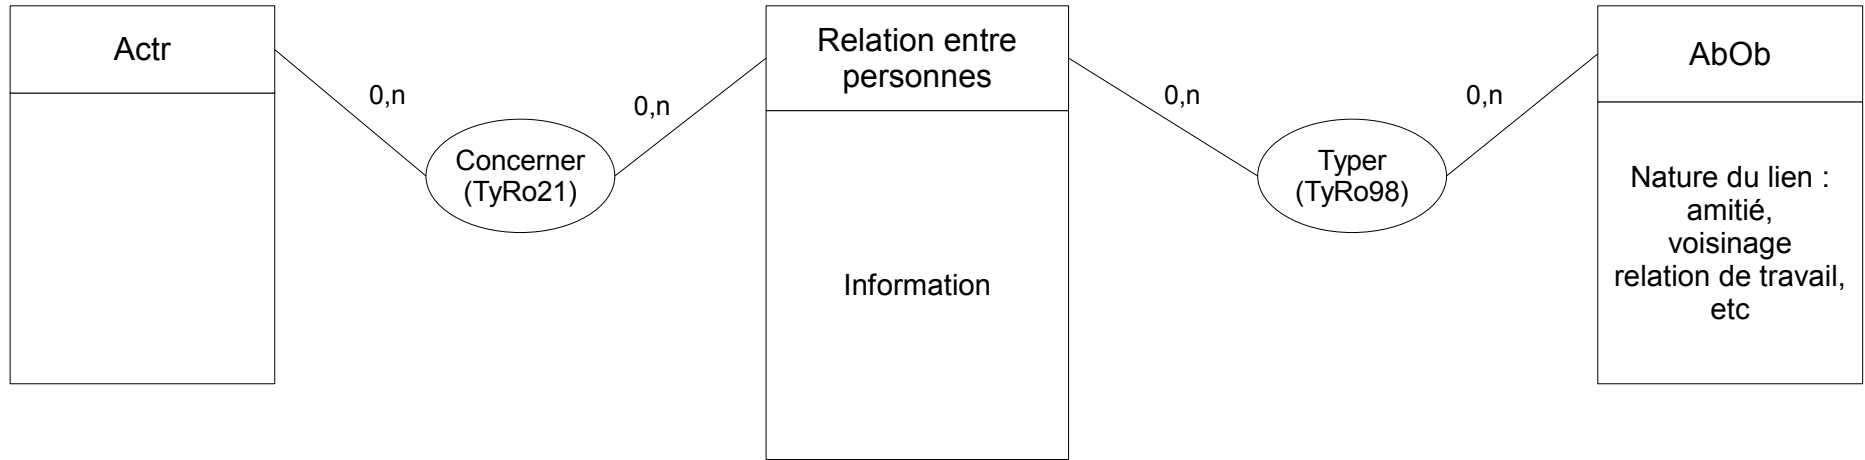 Actr
0,n
Concerner
(TyRo21)
0,n
Relation entre
personnes
Information
0,n
Typer
(TyRo98)
0,n
AbOb
Nature du lien :
amitié,
voisinage
relation de travail,
etc